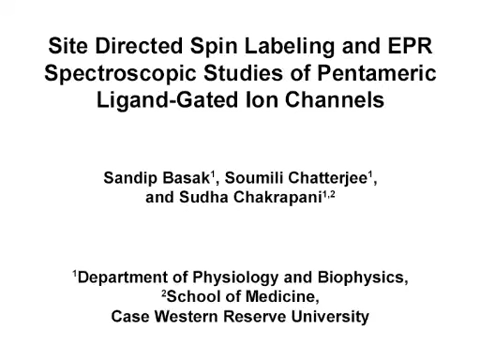 Site Directed Spin Labeling and EPR
Spectroscopic Studies of Pentameric
Ligand-Gated Ion Channels
Sandip Basak¹, Soumili Chatterjee¹,
and Sudha Chakrapani¹,²
¹Department of Physiology and Biophysics,
²School of Medicine,
Case Western Reserve University